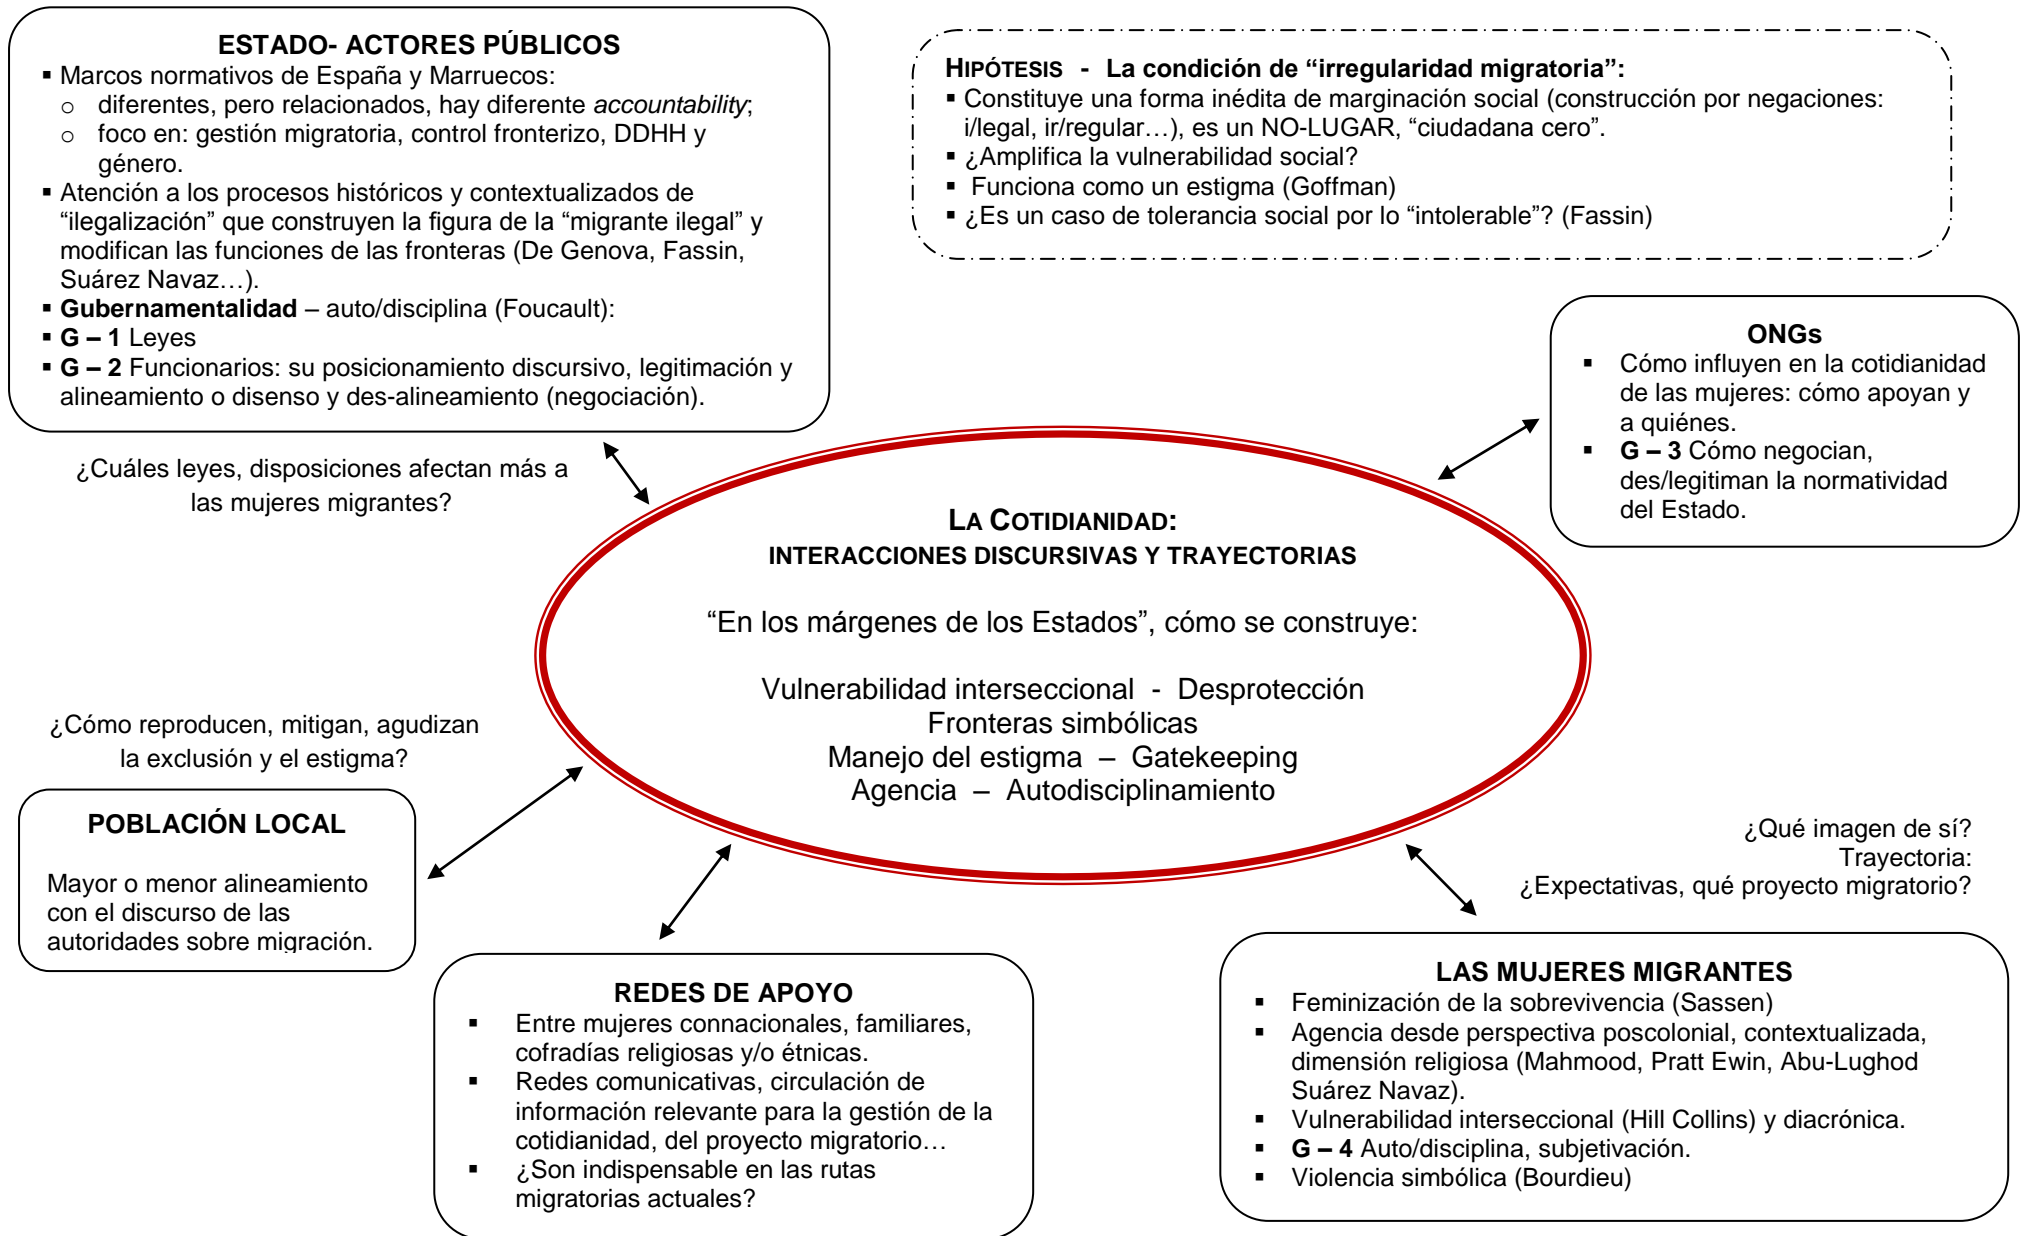 ESTADO- ACTORES PÚBLICOS
▪ Marcos normativos de España y Marruecos:
o diferentes, pero relacionados, hay diferente accountability;
o foco en: gestión migratoria, control fronterizo, DDHH y
género.
▪ Atención a los procesos históricos y contextualizados de
“ilegalización” que construyen la figura de la “migrante ilegal” y
modifican las funciones de las fronteras (De Genova, Fassin,
Suárez Navaz…).
▪ Gubernamentalidad – auto/disciplina (Foucault):
▪ G – 1 Leyes
▪ G – 2 Funcionarios: su posicionamiento discursivo, legitimación y
alineamiento o disenso y des-alineamiento (negociación).
HIPÓTESIS - La condición de “irregularidad migratoria”:
▪ Constituye una forma inédita de marginación social (construcción por negaciones:
i/legal, ir/regular…), es un NO-LUGAR, “ciudadana cero”.
▪ ¿Amplifica la vulnerabilidad social?
▪ Funciona como un estigma (Goffman)
▪ ¿Es un caso de tolerancia social por lo “intolerable”? (Fassin)
ONGs
▪ Cómo influyen en la cotidianidad
de las mujeres: cómo apoyan y
a quiénes.
▪ G – 3 Cómo negocian,
des/legitiman la normatividad
del Estado.
¿Cuáles leyes, disposiciones afectan más a
las mujeres migrantes?
LA COTIDIANIDAD:
INTERACCIONES DISCURSIVAS Y TRAYECTORIAS
“En los márgenes de los Estados”, cómo se construye:
Vulnerabilidad interseccional - Desprotección
Fronteras simbólicas
Manejo del estigma – Gatekeeping
Agencia – Autodisciplinamiento
¿Cómo reproducen, mitigan, agudizan
la exclusión y el estigma?
POBLACIÓN LOCAL
Mayor o menor alineamiento
con el discurso de las
autoridades sobre migración.
¿Qué imagen de sí?
Trayectoria:
¿Expectativas, qué proyecto migratorio?
REDES DE APOYO
▪ Entre mujeres connacionales, familiares,
cofradías religiosas y/o étnicas.
▪ Redes comunicativas, circulación de
información relevante para la gestión de la
cotidianidad, del proyecto migratorio…
▪ ¿Son indispensable en las rutas
migratorias actuales?
LAS MUJERES MIGRANTES
▪ Feminización de la sobrevivencia (Sassen)
▪ Agencia desde perspectiva poscolonial, contextualizada,
dimensión religiosa (Mahmood, Pratt Ewin, Abu-Lughod
Suárez Navaz).
▪ Vulnerabilidad interseccional (Hill Collins) y diacrónica.
▪ G – 4 Auto/disciplina, subjetivación.
▪ Violencia simbólica (Bourdieu)